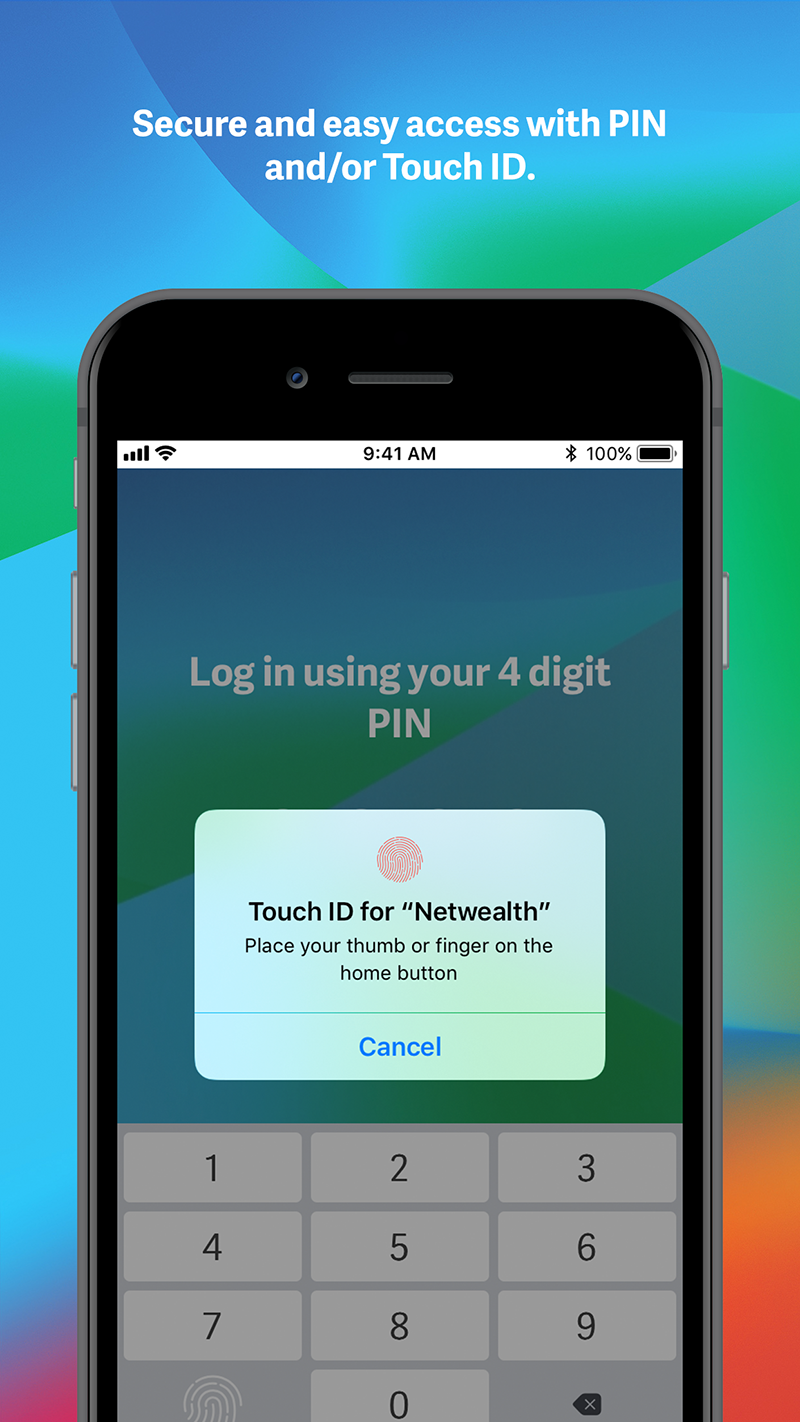 Secure and easy access with PIN
and/or Touch ID.
9:41 AM
100%
Log in using your 4 digit
PIN
Touch ID for “Netwealth”
Place your thumb or finger on the
home button
Cancel
1 2 3
4 5 6
7 8 9
0